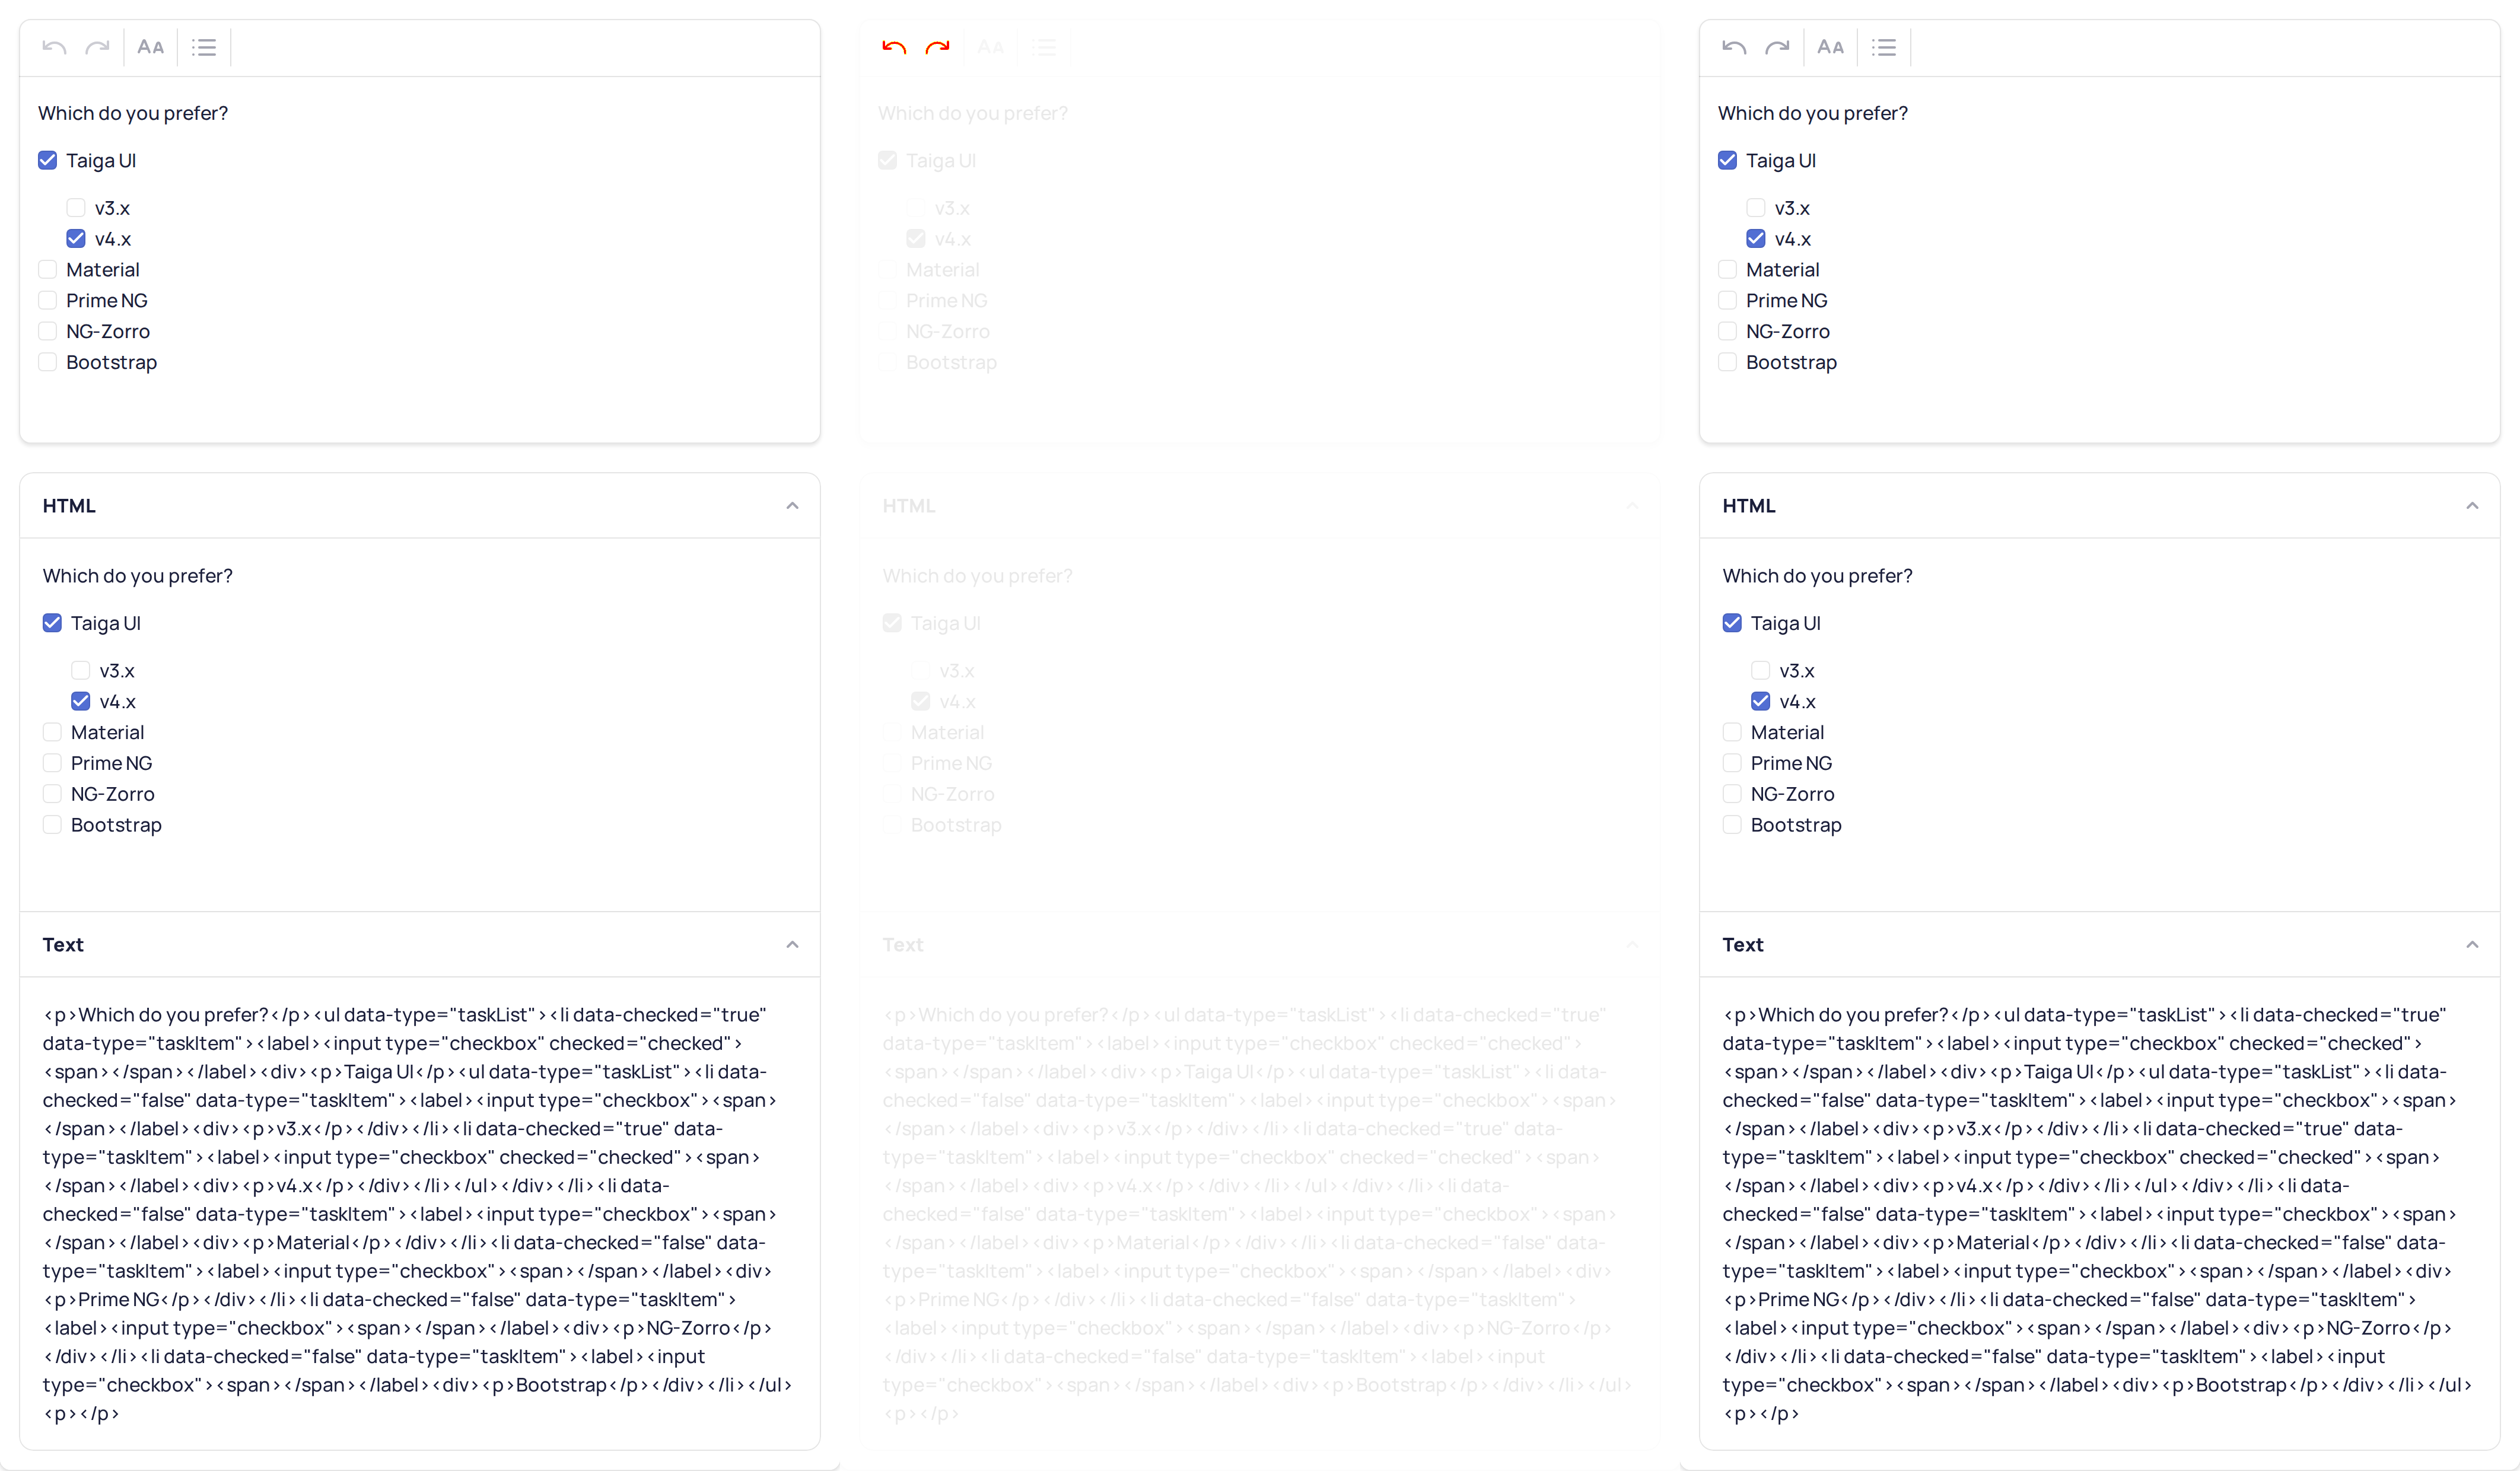 AA
Which do you prefer?
Taiga UI
v3.x
v4.x
Material
Prime NG
NG-Zorro
Bootstrap
HTML
Which do you prefer?
Taiga UI
v3.x
v4.x
Material
Prime NG
NG-Zorro
Bootstrap
Text
<p>Which do you prefer?</p><ul data-type="taskList"><li data-checked="true"
data-type="taskItem"><label><input type="checkbox" checked="checked">
<span></span></label><div><p>Taiga UI</p><ul data-type="taskList"><li data-
checked="false" data-type="taskItem"><label><input type="checkbox"><span>
</span></label><div><p>v3.x</p></div></li><li data-checked="true" data-
type="taskItem"><label><input type="checkbox" checked="checked"><span>
</span></label><div><p>v4.x</p></div></li></ul></div></li><li data-
checked="false" data-type="taskItem"><label><input type="checkbox"><span>
</span></label><div><p>Material</p></div></li><li data-checked="false" data-
type="taskItem"><label><input type="checkbox"><span></span></label><div>
<p>Prime NG</p></div></li><li data-checked="false" data-type="taskItem">
<label><input type="checkbox"><span></span></label><div><p>NG-Zorro</p>
</div></li><li data-checked="false" data-type="taskItem"><label><input
type="checkbox"><span></span></label><div><p>Bootstrap</p></div></li></ul>
<p></p>
AA
Which do you prefer?
Taiga UI
v3.x
v4.x
Material
Prime NG
NG-Zorro
Bootstrap
HTML
Which do you prefer?
Taiga UI
v3.x
v4.x
Material
Prime NG
NG-Zorro
Bootstrap
Text
<p>Which do you prefer?</p><ul data-type="taskList"><li data-checked="true"
data-type="taskItem"><label><input type="checkbox" checked="checked">
<span></span></label><div><p>Taiga UI</p><ul data-type="taskList"><li data-
checked="false" data-type="taskItem"><label><input type="checkbox"><span>
</span></label><div><p>v3.x</p></div></li><li data-checked="true" data-
type="taskItem"><label><input type="checkbox" checked="checked"><span>
</span></label><div><p>v4.x</p></div></li></ul></div></li><li data-
checked="false" data-type="taskItem"><label><input type="checkbox"><span>
</span></label><div><p>Material</p></div></li><li data-checked="false" data-
type="taskItem"><label><input type="checkbox"><span></span></label><div>
<p>Prime NG</p></div></li><li data-checked="false" data-type="taskItem">
<label><input type="checkbox"><span></span></label><div><p>NG-Zorro</p>
</div></li><li data-checked="false" data-type="taskItem"><label><input
type="checkbox"><span></span></label><div><p>Bootstrap</p></div></li></ul>
<p></p>
AA
Which do you prefer?
Taiga UI
v3.x
v4.x
Material
Prime NG
NG-Zorro
Bootstrap
HTML
Which do you prefer?
Taiga UI
v3.x
v4.x
Material
Prime NG
NG-Zorro
Bootstrap
Text
<p>Which do you prefer?</p><ul data-type="taskList"><li data-checked="true"
data-type="taskItem"><label><input type="checkbox" checked="checked">
<span></span></label><div><p>Taiga UI</p><ul data-type="taskList"><li data-
checked="false" data-type="taskItem"><label><input type="checkbox"><span>
</span></label><div><p>v3.x</p></div></li><li data-checked="true" data-
type="taskItem"><label><input type="checkbox" checked="checked"><span>
</span></label><div><p>v4.x</p></div></li></ul></div></li><li data-
checked="false" data-type="taskItem"><label><input type="checkbox"><span>
</span></label><div><p>Material</p></div></li><li data-checked="false" data-
type="taskItem"><label><input type="checkbox"><span></span></label><div>
<p>Prime NG</p></div></li><li data-checked="false" data-type="taskItem">
<label><input type="checkbox"><span></span></label><div><p>NG-Zorro</p>
</div></li><li data-checked="false" data-type="taskItem"><label><input
type="checkbox"><span></span></label><div><p>Bootstrap</p></div></li></ul>
<p></p>